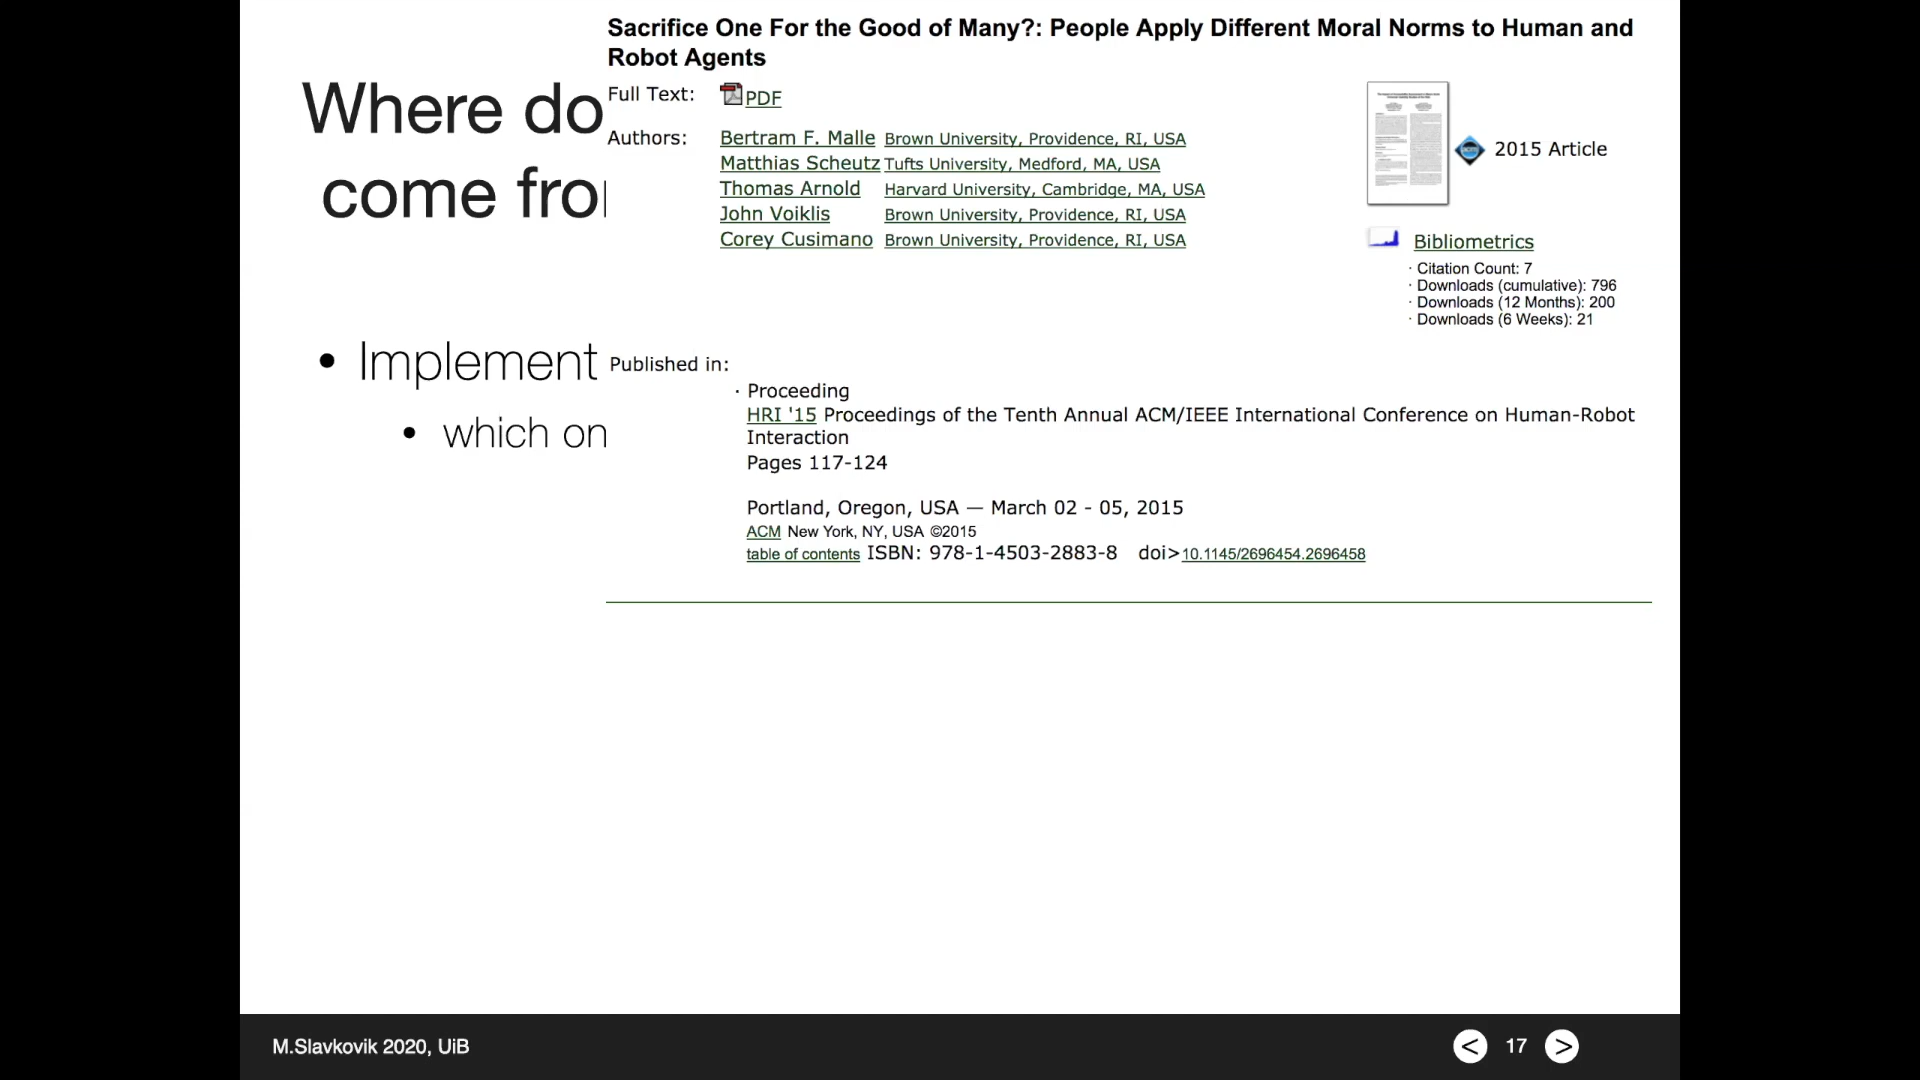 Sacrifice One For the Good of Many?: People Apply Different Moral Norms to Human and
Robot Agents
Where do
come fro
Full Text: PDF
Authors: Bertram F. Malle Brown University, Providence, RI, USA
Matthias Scheutz Tufts University, Medford, MA, USA
Thomas Arnold Harvard University, Cambridge, MA, USA
John Voiklis Brown University, Providence, RI, USA
Corey Cusimano Brown University, Providence, RI, USA
2015 Article
Bibliometrics
· Citation Count: 7
· Downloads (cumulative): 796
· Downloads (12 Months): 200
· Downloads (6 Weeks): 21
• Implement
• which on
Published in:
· Proceeding
HRI '15 Proceedings of the Tenth Annual ACM/IEEE International Conference on Human-Robot
Interaction
Pages 117-124
Portland, Oregon, USA — March 02 - 05, 2015
ACM New York, NY, USA ©2015
table of contents ISBN: 978-1-4503-2883-8 doi>10.1145/2696454.2696458
M.Slavkovik 2020, UiB
< 17 >